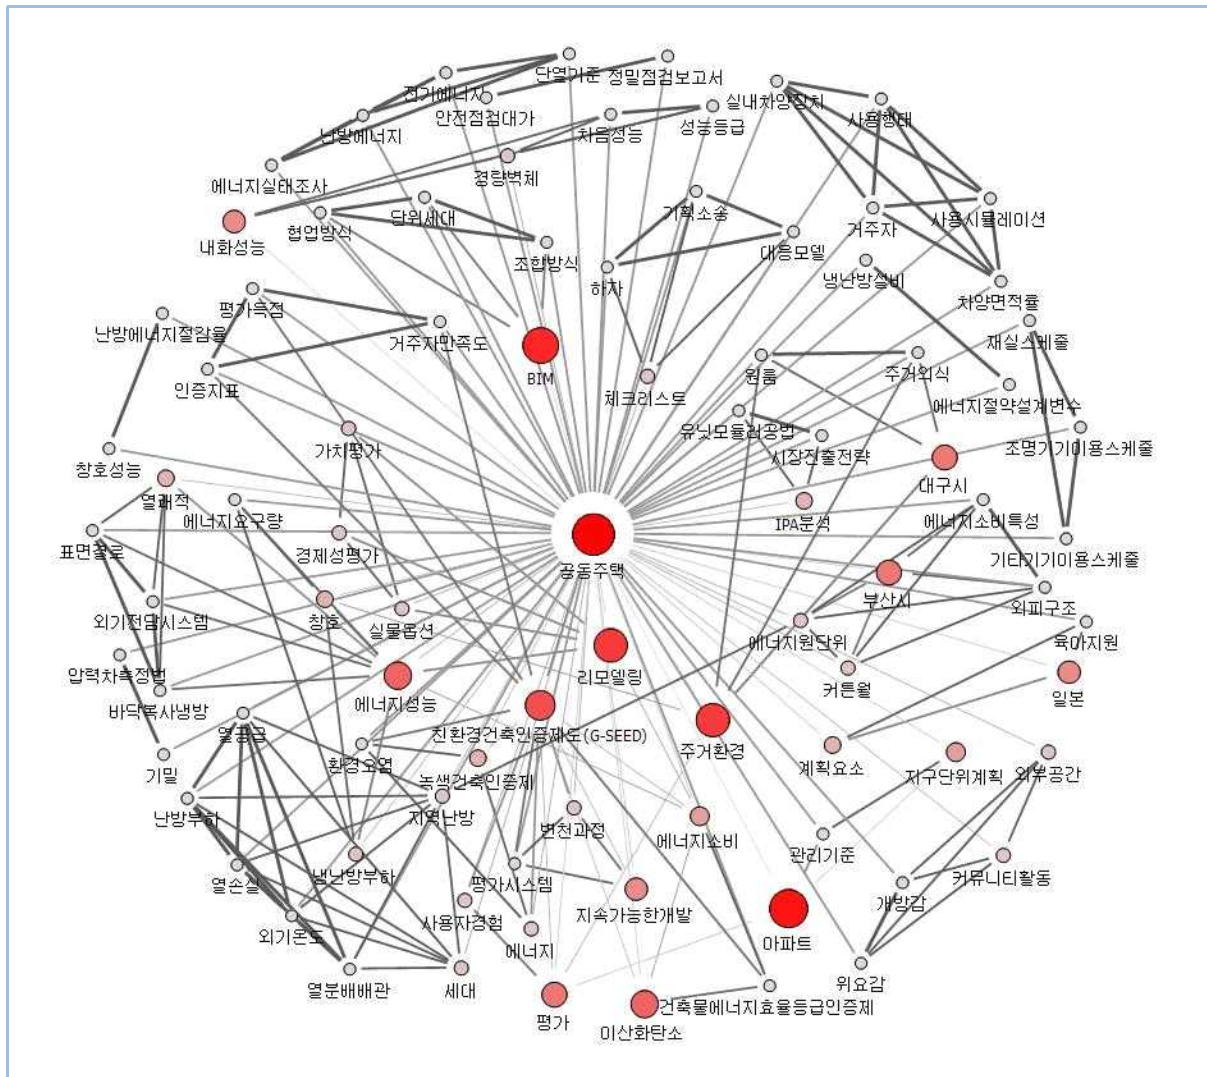 단열기준
정밀점검보고서
전기에너지
실내차양장치
안전점검대가
사용행태
난방에너지
차음성능
성능등급
경량벽체
에너지실태조사
단위세대
기획소송
거주자
사용시뮬레이션
내화성능
협업방식
조합방식
대응모델
하자
냉난방설비
차양면적률
평가득점
난방에너지절감율
거주자만족도
재실스케줄
BIM
원룸
주거의식
인증지표
체크리스트
에너지절약설계변수
유닛모듈러공법
가치평가
시장진출전략
조명기기이용스케줄
창호성능
대구시
열쾌적
에너지요구량
IPA분석
에너지소비특성
표면결로
경제성평가
공동주택
기타기기이용스케줄
부산시
외피구조
외기전담시스템
창호
실물옵션
에너지원단위
육아지원
압력차측정법
리모델링
커튼월
에너지성능
일본
바닥복사냉방
열공급
친환경건축인증제도(G-SEED)
주거환경
기밀
환경오염
녹색건축인증제
계획요소
지구단위계획
외부공간
난방부하
지역난방
변천과정
에너지소비
관리기준
열손실
냉난방부하
평가시스템
커뮤니티활동
개방감
외기온도
사용자경험
지속가능한개발
에너지
아파트
열분배배관
세대
위요감
평가
이산화탄소
건축물에너지효율등급인증제